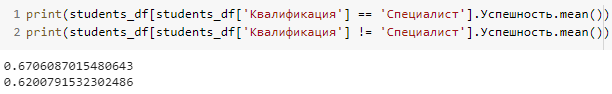 1 print(students_df[students_df['Квалификация'] == 'Специалист'].Успешность.mean())
2 print(students_df[students_df['Квалификация'] != 'Специалист'].Успешность.mean())
0.6706087015480643
0.6200791532302486